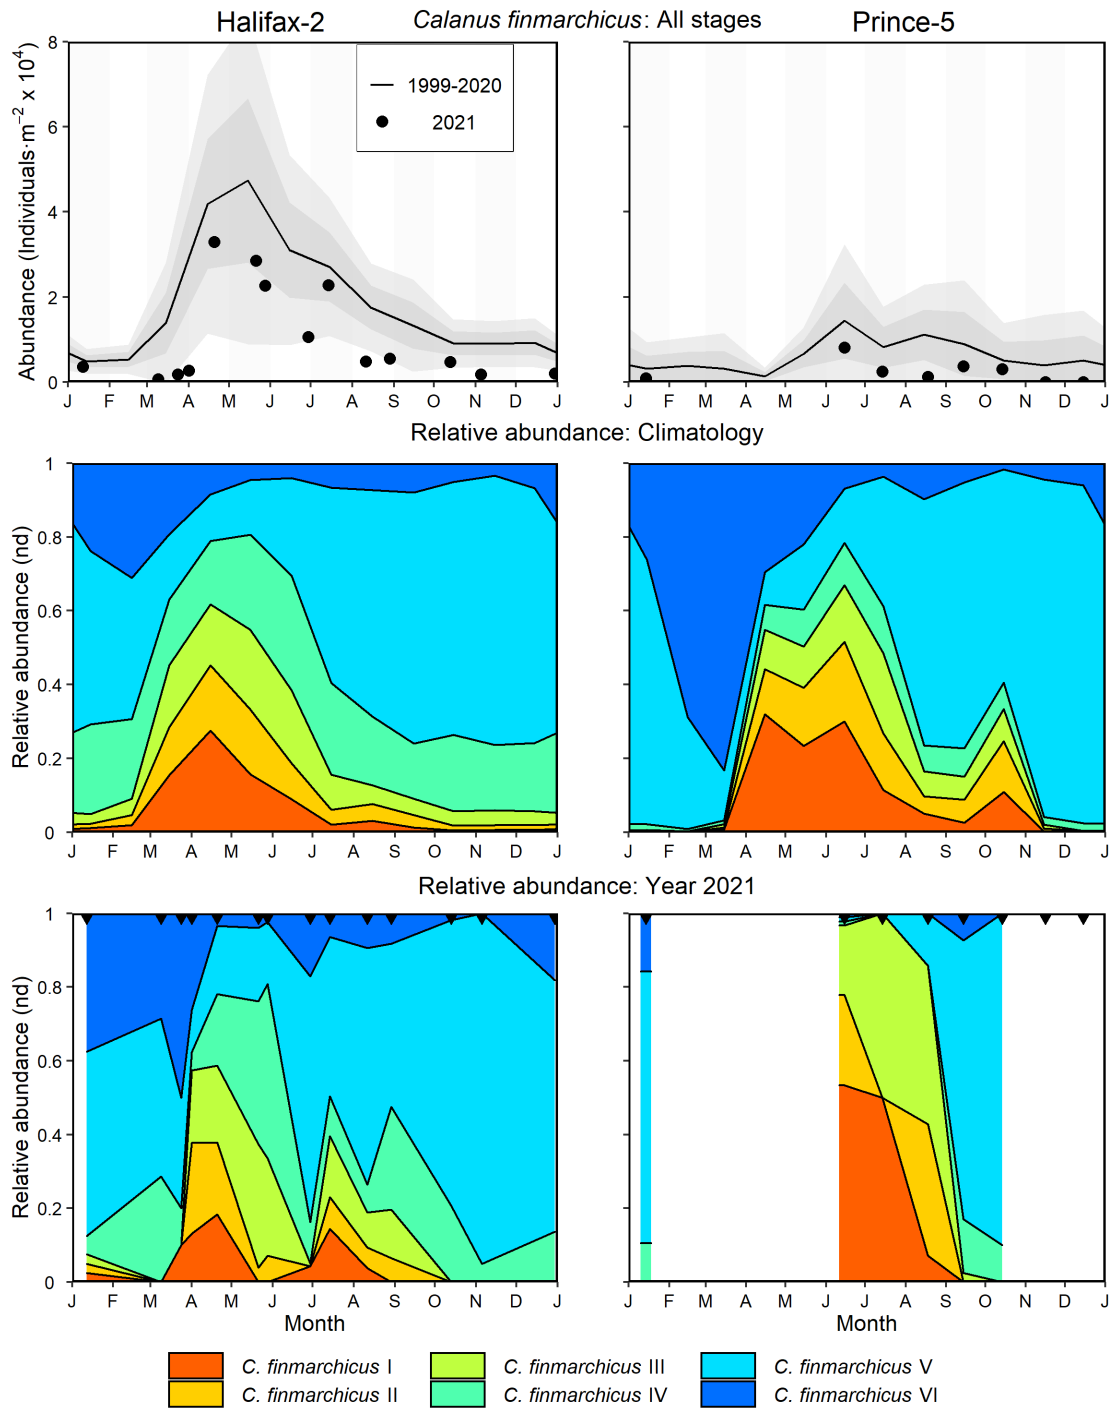 Halifax-2 Calanus finmarchicus: All stages Prince-5
Abundance (Individuals·m⁻² x 10⁴)
8
6
4
2
0
1999-2020
2021
J F M A M J J A S O N D J
J F M A M J J A S O N D J
Relative abundance: Climatology
Relative abundance (nd)
1
0.8
0.6
0.4
0.2
0
J F M A M J J A S O N D J
J F M A M J J A S O N D J
Relative abundance: Year 2021
Relative abundance (nd)
1
0.8
0.6
0.4
0.2
0
J F M A M J J A S O N D J
J F M A M J J A S O N D J
Month
Month
C. finmarchicus I
C. finmarchicus III
C. finmarchicus V
C. finmarchicus II
C. finmarchicus IV
C. finmarchicus VI